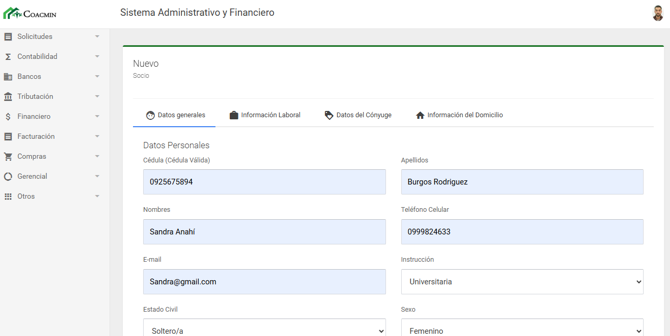 COACMIN
Sistema Administrativo y Financiero
Solicitudes
Contabilidad
Bancos
Tributación
Financiero
Facturación
Compras
Gerencial
Otros
Nuevo
Socio
Datos generales Información Laboral Datos del Cónyuge Información del Domicilio
Datos Personales
Cédula (Cédula Válida) Apellidos
0925675894 Burgos Rodriguez
Nombres Teléfono Celular
Sandra Anahí 0999824633
E-mail Instrucción
Sandra@gmail.com Universitaria
Estado Civil Sexo
Soltero/a Femenino